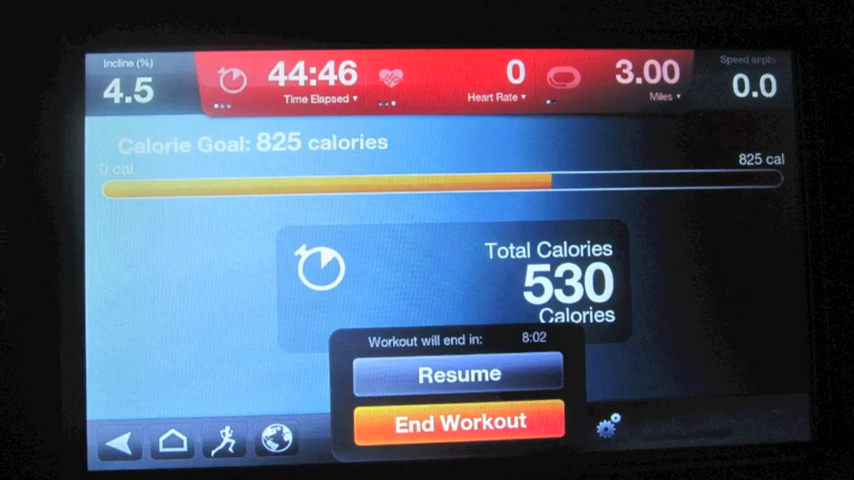 Incline (%)
4.5
44:46
Time Elapsed
0
Heart Rate
3.00
Miles
Speed (mph)
0.0
Calorie Goal: 825 calories
0 cal
825 cal
Total Calories
530
Calories
Workout will end in: 8:02
Resume
End Workout